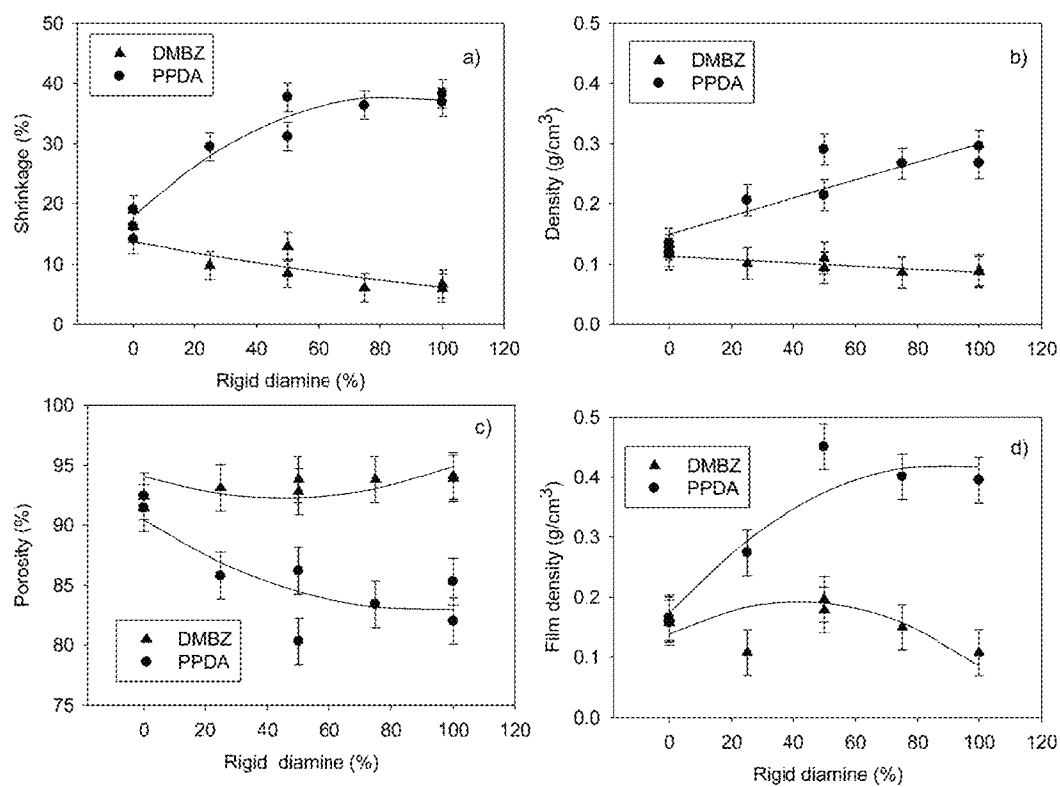 a)
DMBZ
PPDA
Shrinkage (%)
50
40
30
20
10
0
0 20 40 60 80 100 120
Rigid diamine (%)
b)
DMBZ
PPDA
Density (g/cm³)
0.5
0.4
0.3
0.2
0.1
0.0
0 20 40 60 80 100 120
Rigid diamine (%)
c)
DMBZ
PPDA
Porosity (%)
100
95
90
85
80
75
0 20 40 60 80 100 120
Rigid diamine (%)
d)
DMBZ
PPDA
Film density (g/cm³)
0.5
0.4
0.3
0.2
0.1
0.0
0 20 40 60 80 100 120
Rigid diamine (%)